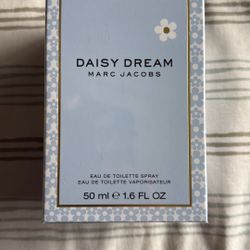 DAISY DREAM
MARC JACOBS
EAU DE TOILETTE SPRAY
EAU DE TOILETTE VAPORISATEUR
50 ml ℮ 1.6 FL OZ